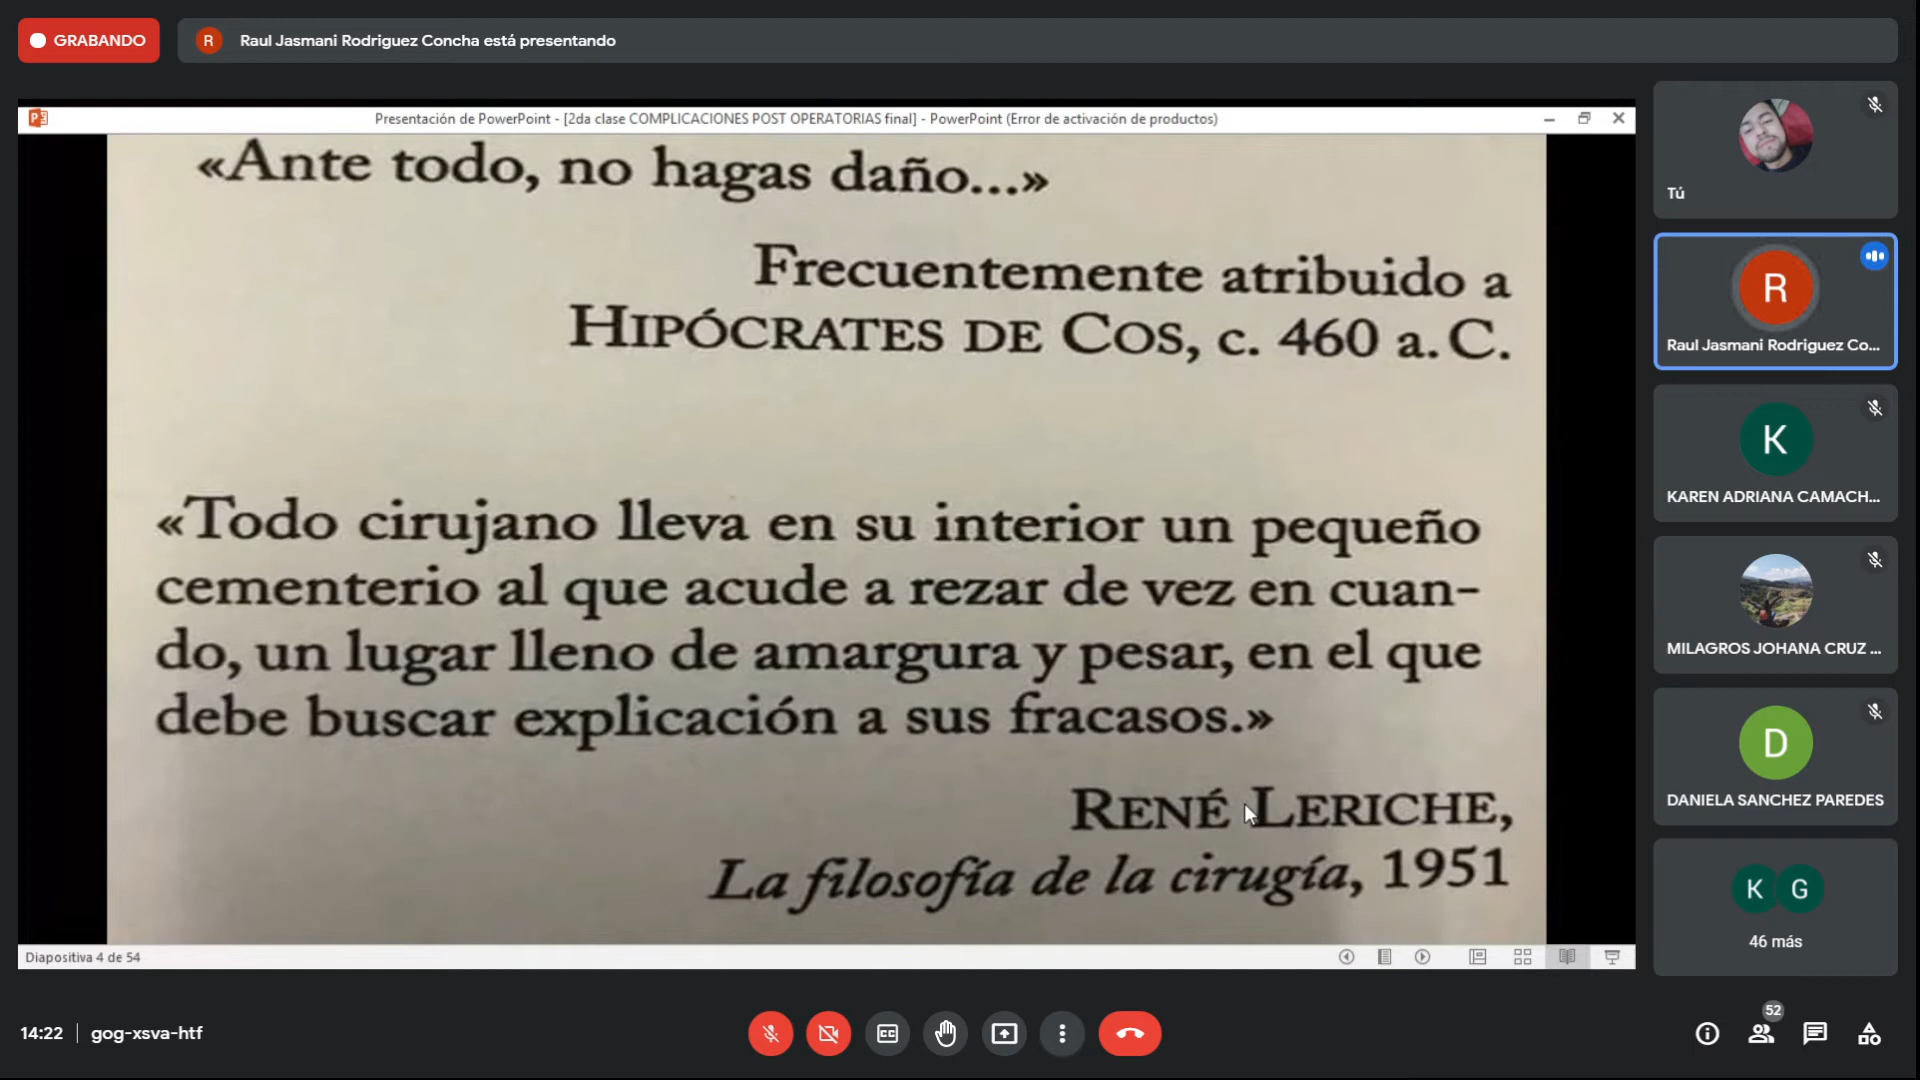 GRABANDO
R
Raul Jasmani Rodriguez Concha está presentando
Presentación de PowerPoint - [2da clase COMPLICACIONES POST OPERATORIAS final] - PowerPoint (Error de activación de productos)
«Ante todo, no hagas daño...»
Frecuentemente atribuido a
HIPÓCRATES DE COS, c. 460 a. C.
«Todo cirujano lleva en su interior un pequeño
cementerio al que acude a rezar de vez en cuan-
do, un lugar lleno de amargura y pesar, en el que
debe buscar explicación a sus fracasos.»
RENÉ LERICHE,
La filosofía de la cirugía, 1951
Diapositiva 4 de 54
Tú
R
Raul Jasmani Rodriguez Co...
K
KAREN ADRIANA CAMACH...
MILAGROS JOHANA CRUZ ...
D
DANIELA SANCHEZ PAREDES
K G
46 más
14:22 | gog-xsva-htf
CC
52